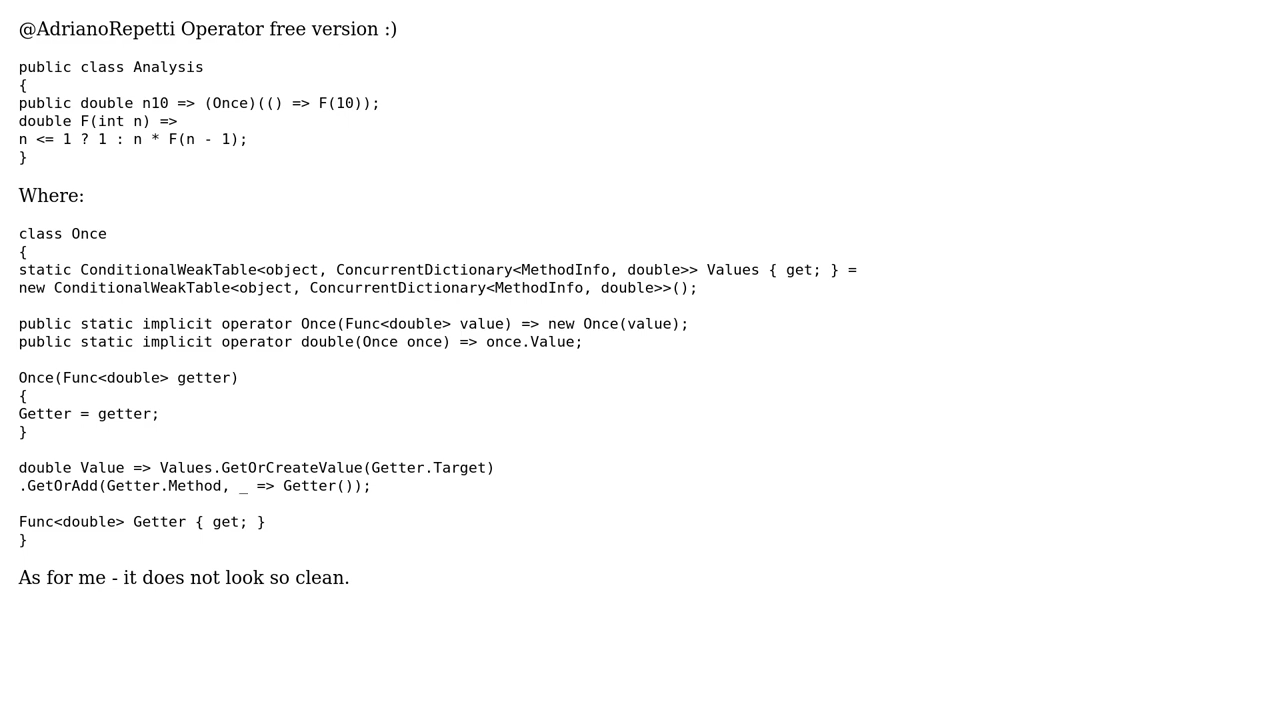 @AdrianoRepetti Operator free version :)
public class Analysis
{
public double n10 => (Once)(() => F(10));
double F(int n) =>
n <= 1 ? 1 : n * F(n - 1);
}
Where:
class Once
{
static ConditionalWeakTable<object, ConcurrentDictionary<MethodInfo, double>> Values { get; } =
new ConditionalWeakTable<object, ConcurrentDictionary<MethodInfo, double>>();
public static implicit operator Once(Func<double> value) => new Once(value);
public static implicit operator double(Once once) => once.Value;
Once(Func<double> getter)
{
Getter = getter;
}
double Value => Values.GetOrCreateValue(Getter.Target)
.GetOrAdd(Getter.Method, _ => Getter());
Func<double> Getter { get; }
}
As for me - it does not look so clean.